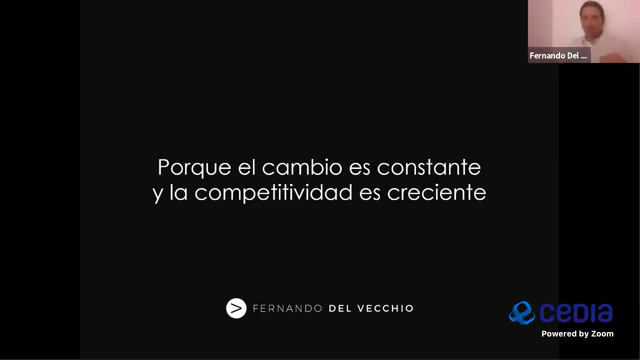 Fernando Del ...
Porque el cambio es constante
y la competitividad es creciente
FERNANDO DEL VECCHIO
CEDIA
Powered by Zoom